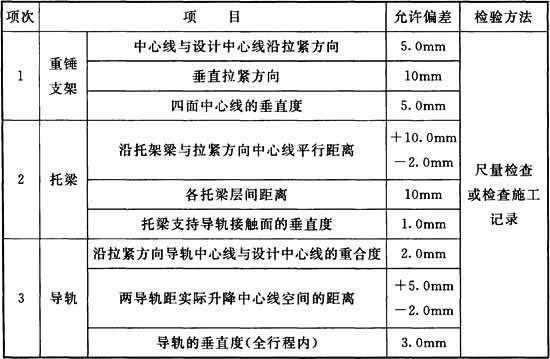 项次 项目 允许偏差 检验方法
1 重锤支架 中心线与设计中心线沿拉紧方向 5.0mm 尺量检查或检查施工记录
垂直拉紧方向 10mm
四面中心线的垂直度 5.0mm
2 托梁 沿托架梁与拉紧方向中心线平行距离 +10.0mm −2.0mm
各托梁层间距离 10mm
托梁支持导轨接触面的垂直度 1.0mm
3 导轨 沿拉紧方向导轨中心线与设计中心线的重合度 2.0mm
两导轨距实际升降中心线空间的距离 +5.0mm −2.0mm
导轨的垂直度(全行程内) 3.0mm